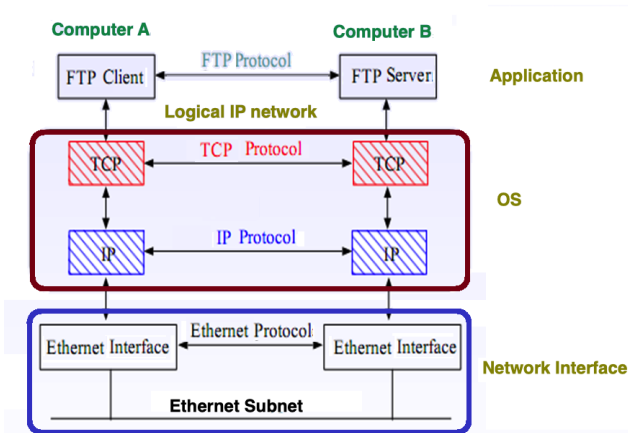 Computer A
Computer B
FTP Client
FTP Protocol
FTP Server
Application
Logical IP network
TCP
TCP Protocol
TCP
OS
IP
IP Protocol
IP
Ethernet Interface
Ethernet Protocol
Ethernet Interface
Network Interface
Ethernet Subnet